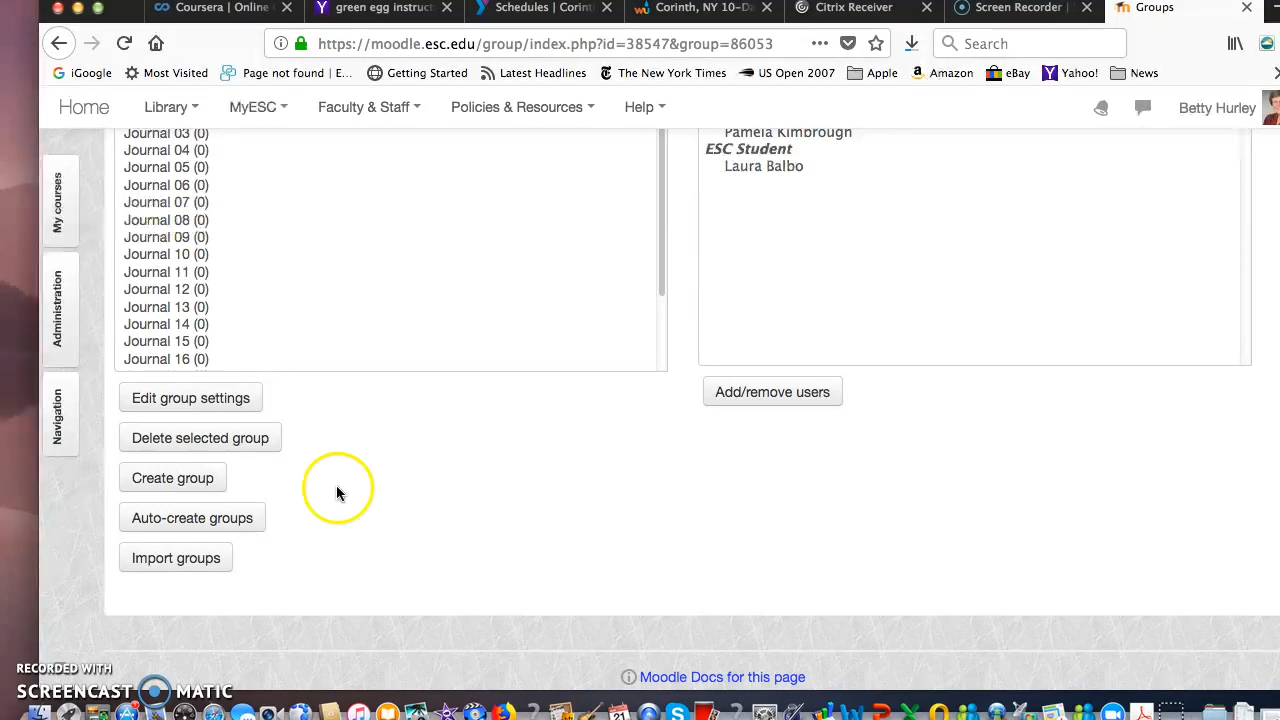 Coursera | Online
green egg instruct
Schedules | Corint
Corinth, NY 10-Da
Citrix Receiver
Screen Recorder |
Groups
https://moodle.esc.edu/group/index.php?id=38547&group=86053
Search
iGoogle
Most Visited
Page not found | E...
Getting Started
Latest Headlines
The New York Times
US Open 2007
Apple
Amazon
eBay
Yahoo!
News
Home
Library
MyESC
Faculty & Staff
Policies & Resources
Help
Betty Hurley
My courses
Administration
Navigation
Journal 03 (0)
Journal 04 (0)
Journal 05 (0)
Journal 06 (0)
Journal 07 (0)
Journal 08 (0)
Journal 09 (0)
Journal 10 (0)
Journal 11 (0)
Journal 12 (0)
Journal 13 (0)
Journal 14 (0)
Journal 15 (0)
Journal 16 (0)
Pamela Kimbrough
ESC Student
Laura Balbo
Edit group settings
Delete selected group
Create group
Auto-create groups
Import groups
Add/remove users
Moodle Docs for this page
RECORDED WITH
SCREENCAST MATIC